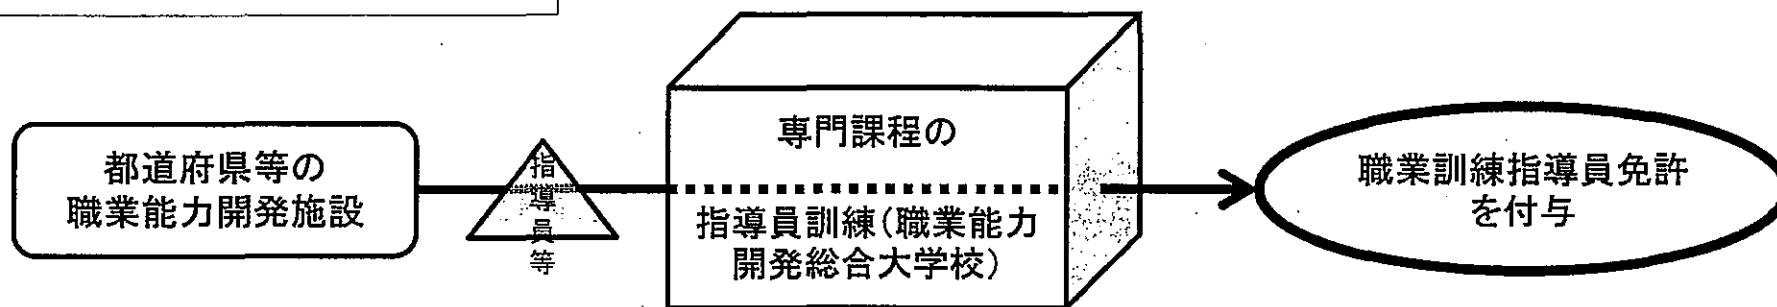 都道府県等の
職業能力開発施設
指導員等
専門課程の
指導員訓練(職業能力
開発総合大学校)
職業訓練指導員免許
を付与